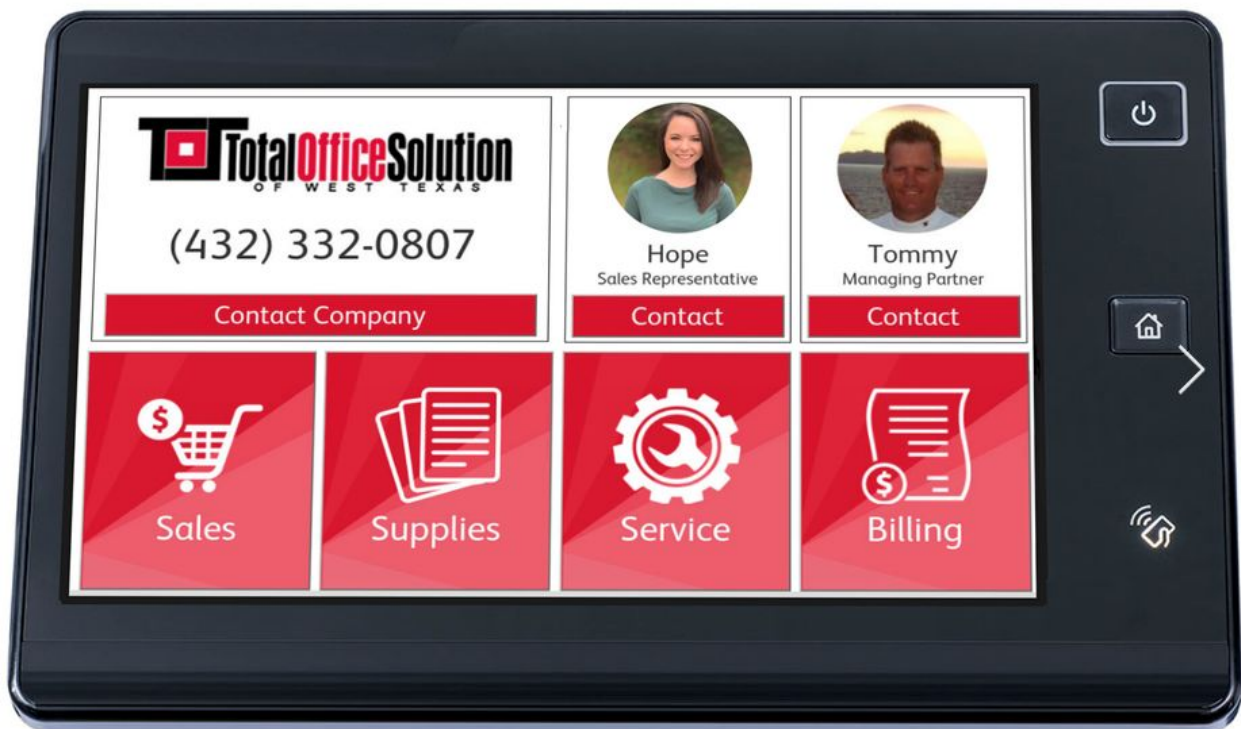 TotalOfficeSolution
OF WEST TEXAS
(432) 332-0807
Contact Company
Hope
Sales Representative
Contact
Tommy
Managing Partner
Contact
$
Sales
Supplies
Service
$
Billing